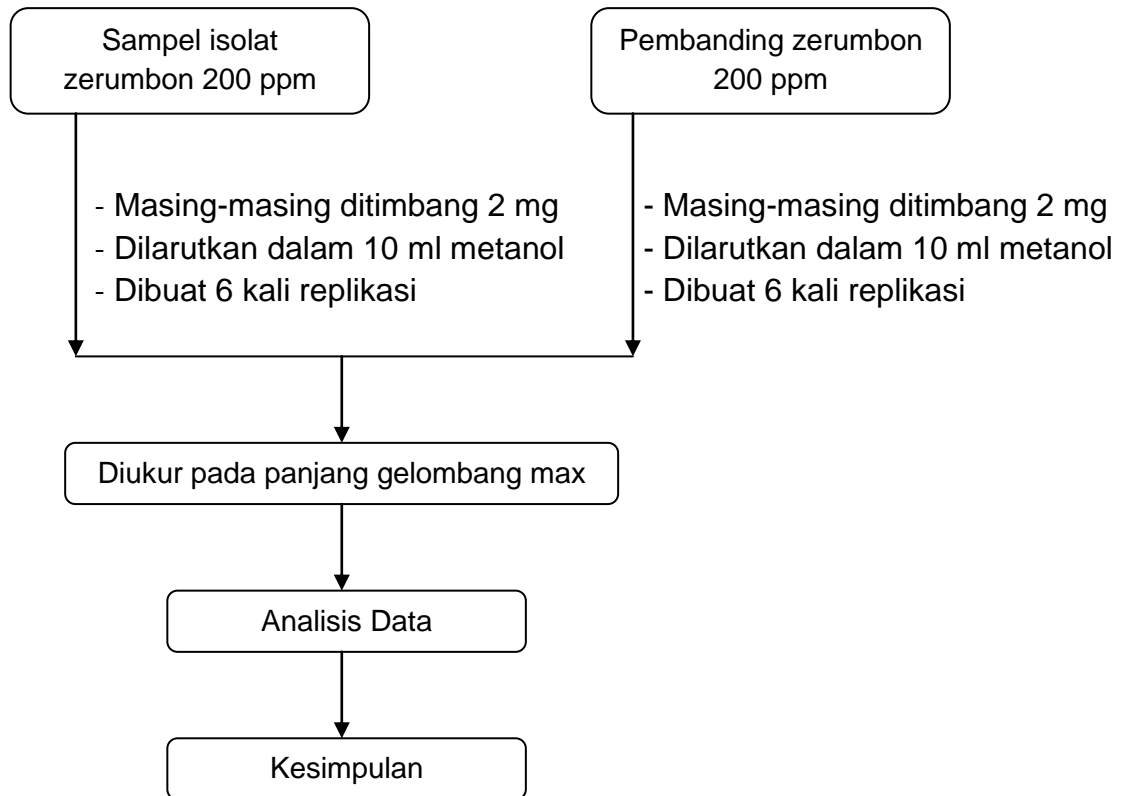 Sampel isolat
zerumbon 200 ppm
Pembanding zerumbon
200 ppm
- Masing-masing ditimbang 2 mg
- Dilarutkan dalam 10 ml metanol
- Dibuat 6 kali replikasi
- Masing-masing ditimbang 2 mg
- Dilarutkan dalam 10 ml metanol
- Dibuat 6 kali replikasi
Diukur pada panjang gelombang max
Analisis Data
Kesimpulan